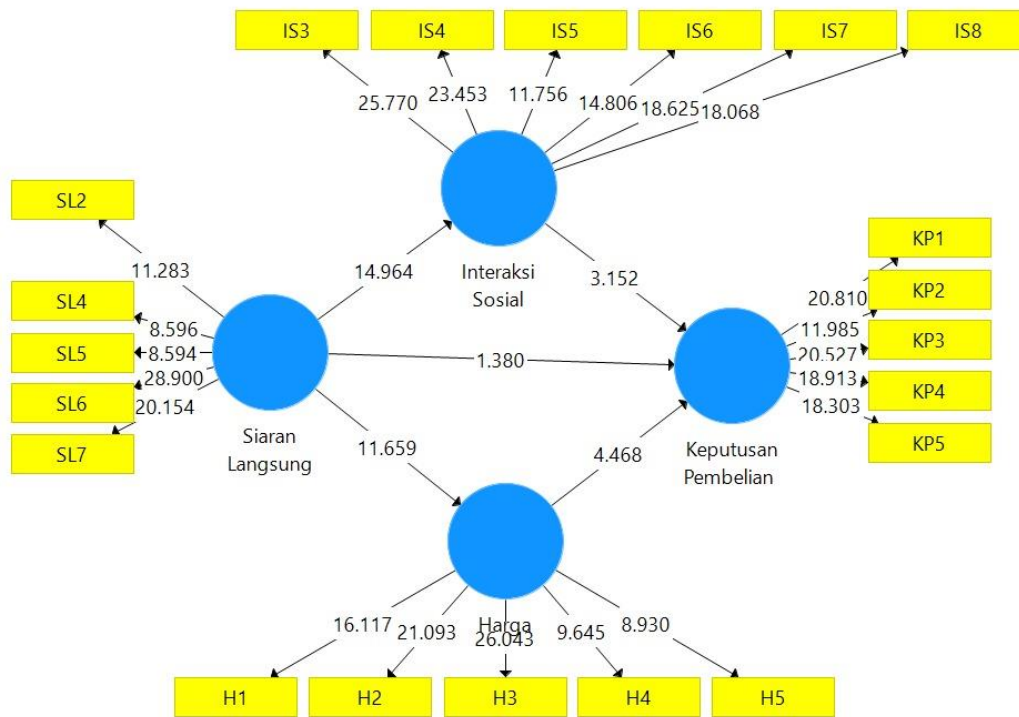 IS3
IS4
IS5
IS6
IS7
IS8
25.770
23.453
11.756
14.806
18.625
18.068
SL2
11.283
14.964
Interaksi
Sosial
3.152
KP1
20.810
KP2
SL4
8.596
11.985
SL5
8.594
1.380
20.527
KP3
28.900
SL6
18.913
KP4
20.154
18.303
SL7
KP5
Siaran
Langsung
11.659
4.468
Keputusan
Pembelian
Harga
16.117
21.093
26.043
9.645
8.930
H1
H2
H3
H4
H5